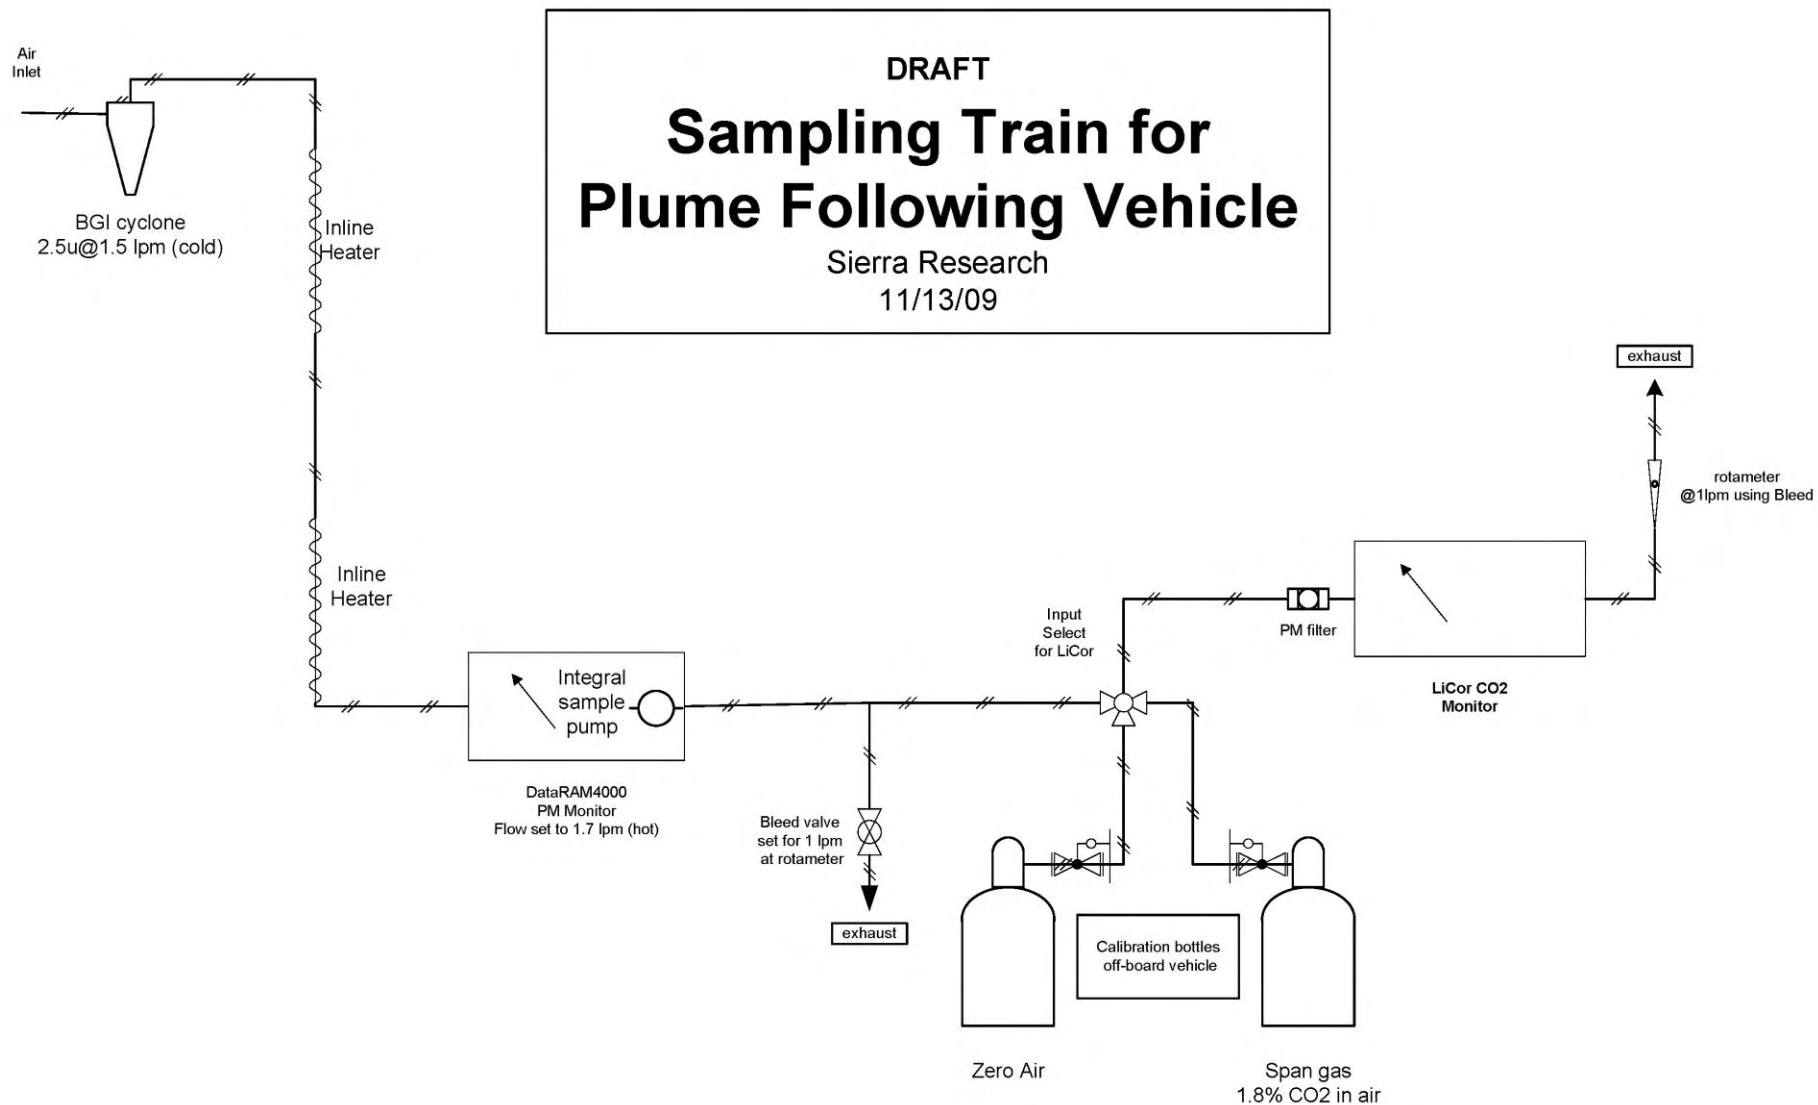 DRAFT
Sampling Train for
Plume Following Vehicle
Sierra Research
11/13/09
Air
Inlet
BGI cyclone
2.5u@1.5 lpm (cold)
Inline
Heater
Inline
Heater
Integral
sample
pump
DataRAM4000
PM Monitor
Flow set to 1.7 lpm (hot)
Bleed valve
set for 1 lpm
at rotameter
exhaust
Input
Select
for LiCor
PM filter
LiCor CO2
Monitor
rotameter
@1lpm using Bleed
exhaust
Calibration bottles
off-board vehicle
Zero Air
Span gas
1.8% CO2 in air